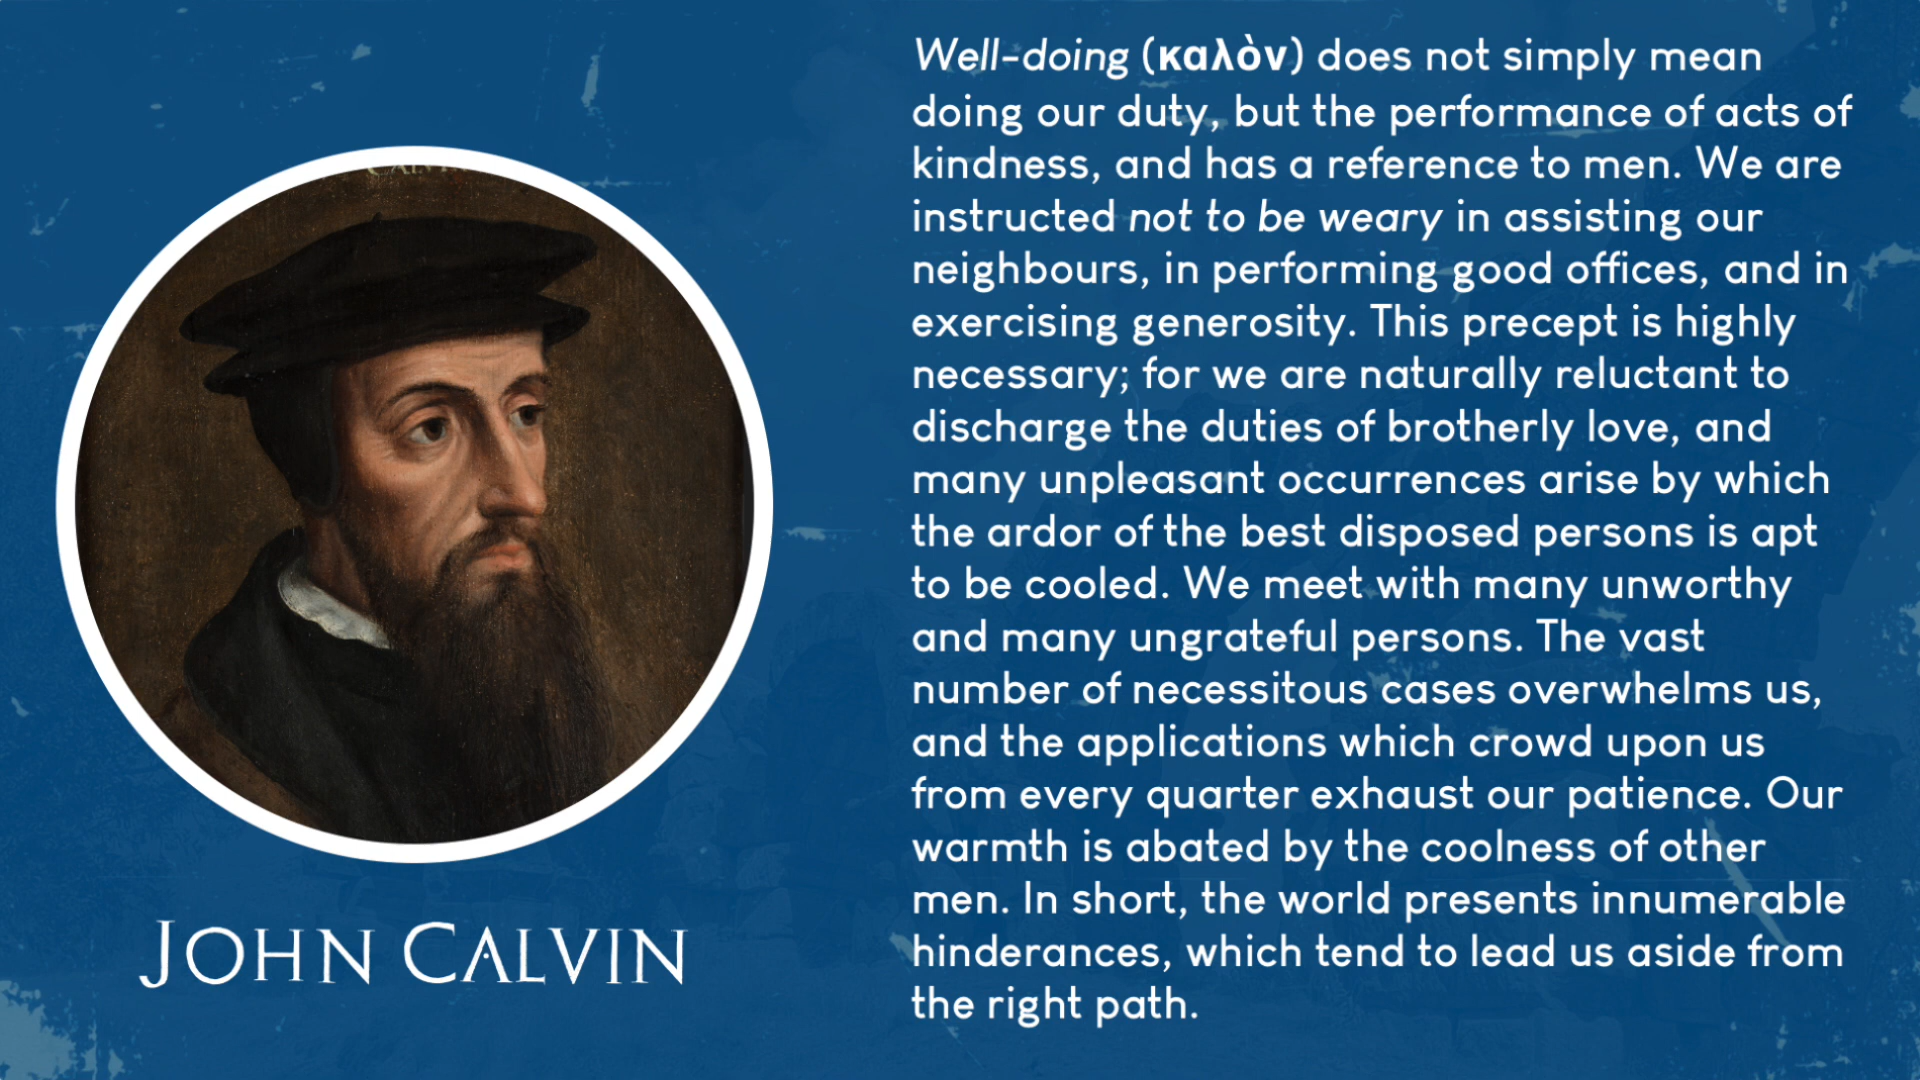 Well-doing (καλὸν) does not simply mean
doing our duty, but the performance of acts of
kindness, and has a reference to men. We are
instructed not to be weary in assisting our
neighbours, in performing good offices, and in
exercising generosity. This precept is highly
necessary; for we are naturally reluctant to
discharge the duties of brotherly love, and
many unpleasant occurrences arise by which
the ardor of the best disposed persons is apt
to be cooled. We meet with many unworthy
and many ungrateful persons. The vast
number of necessitous cases overwhelms us,
and the applications which crowd upon us
from every quarter exhaust our patience. Our
warmth is abated by the coolness of other
men. In short, the world presents innumerable
hinderances, which tend to lead us aside from
the right path.
JOHN CALVIN